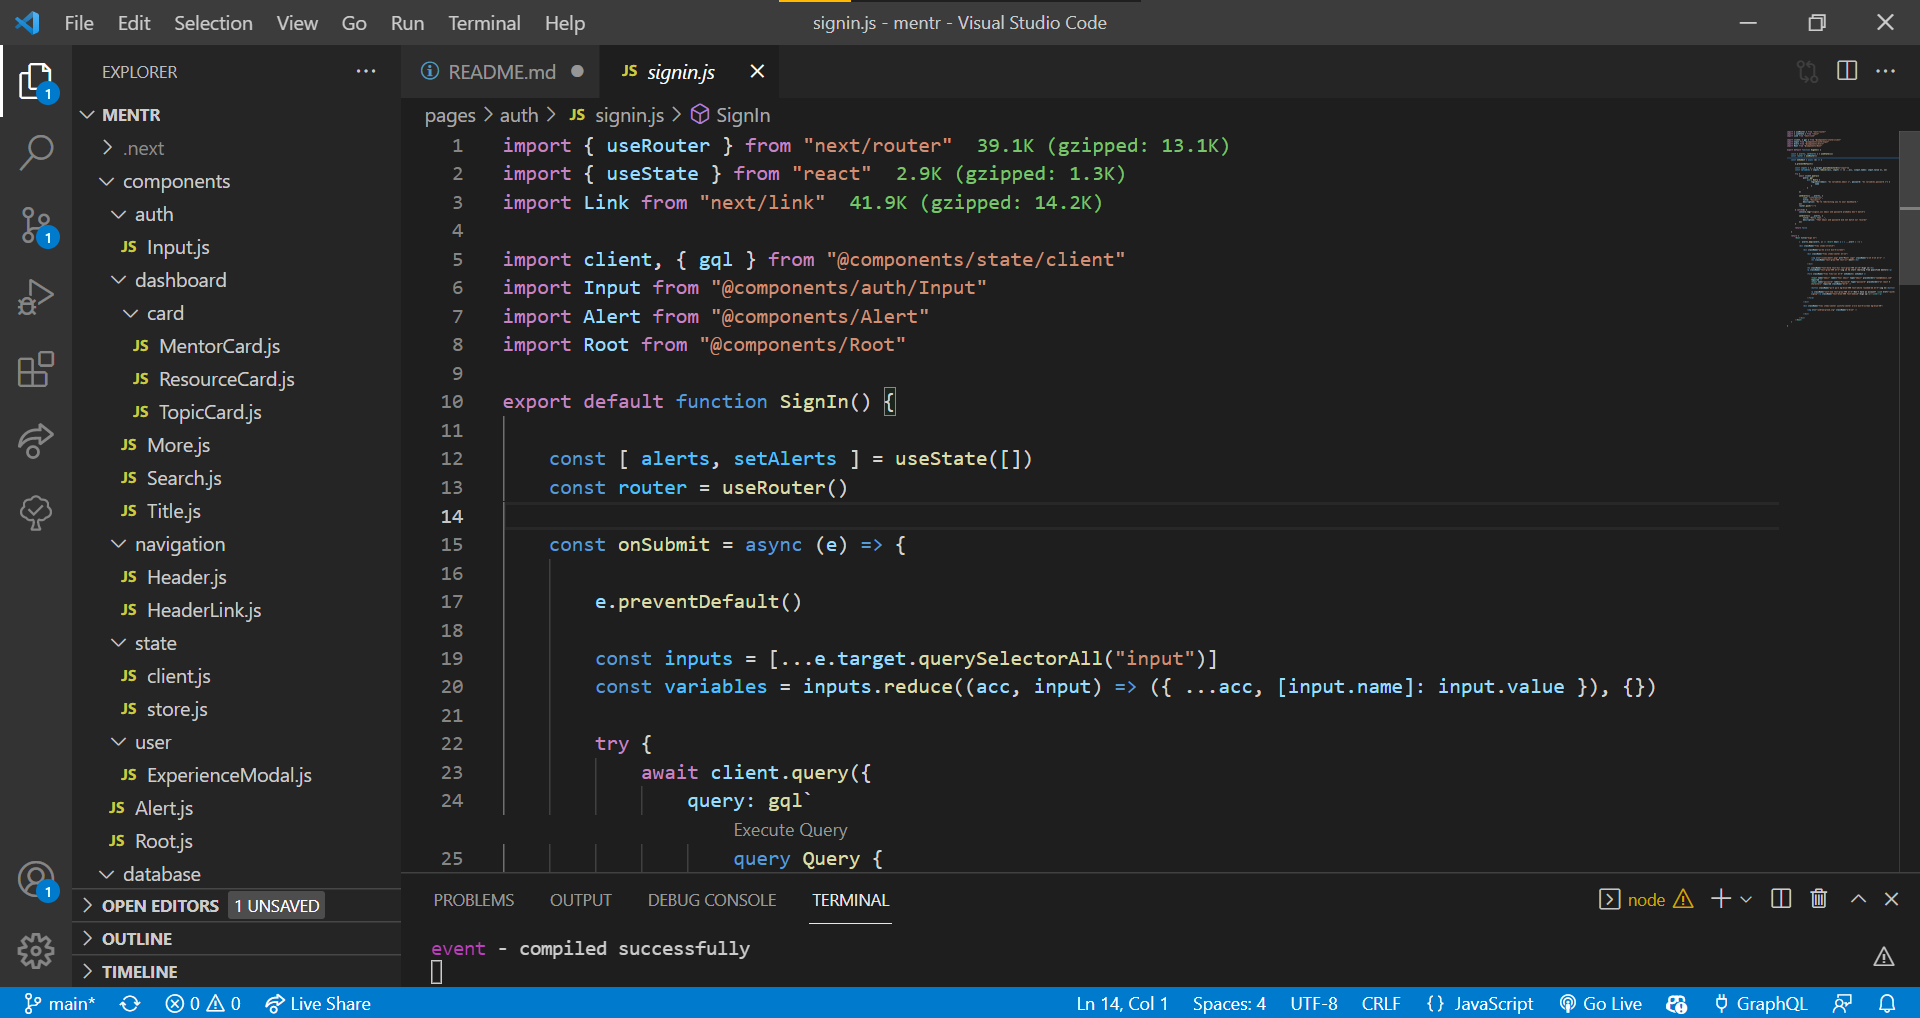 File Edit Selection View Go Run Terminal Help
signin.js - mentr - Visual Studio Code
EXPLORER
MENTR
.next
components
auth
JS Input.js
dashboard
card
JS MentorCard.js
JS ResourceCard.js
JS TopicCard.js
JS More.js
JS Search.js
JS Title.js
navigation
JS Header.js
JS HeaderLink.js
state
JS client.js
JS store.js
user
JS ExperienceModal.js
JS Alert.js
JS Root.js
database
OPEN EDITORS 1 UNSAVED
OUTLINE
TIMELINE
1
1
1
README.md
JS signin.js
pages > auth > JS signin.js > SignIn
1 import { useRouter } from "next/router" 39.1K (gzipped: 13.1K)
2 import { useState } from "react" 2.9K (gzipped: 1.3K)
3 import Link from "next/link" 41.9K (gzipped: 14.2K)
4
5 import client, { gql } from "@components/state/client"
6 import Input from "@components/auth/Input"
7 import Alert from "@components/Alert"
8 import Root from "@components/Root"
9
10 export default function SignIn() {
11
12 const [ alerts, setAlerts ] = useState([])
13 const router = useRouter()
14
15 const onSubmit = async (e) => {
16
17 e.preventDefault()
18
19 const inputs = [...e.target.querySelectorAll("input")]
20 const variables = inputs.reduce((acc, input) => ({ ...acc, [input.name]: input.value }), {})
21
22 try {
23 await client.query({
24 query: gql`
Execute Query
25 query Query {
PROBLEMS OUTPUT DEBUG CONSOLE TERMINAL
node
event - compiled successfully
main* 0 0 Live Share
Ln 14, Col 1 Spaces: 4 UTF-8 CRLF {} JavaScript Go Live GraphQL